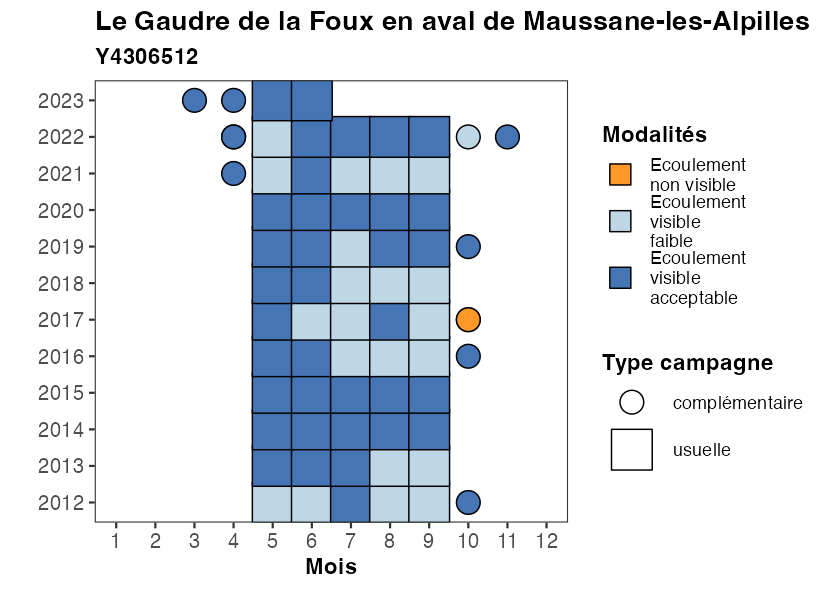 Le Gaudre de la Foux en aval de Maussane-les-Alpilles
Y4306512
2023
2022
2021
2020
2019
2018
2017
2016
2015
2014
2013
2012
1 2 3 4 5 6 7 8 9 10 11 12
Mois
Modalités
Ecoulement
non visible
Ecoulement
visible
faible
Ecoulement
visible
acceptable
Type campagne
complémentaire
usuelle